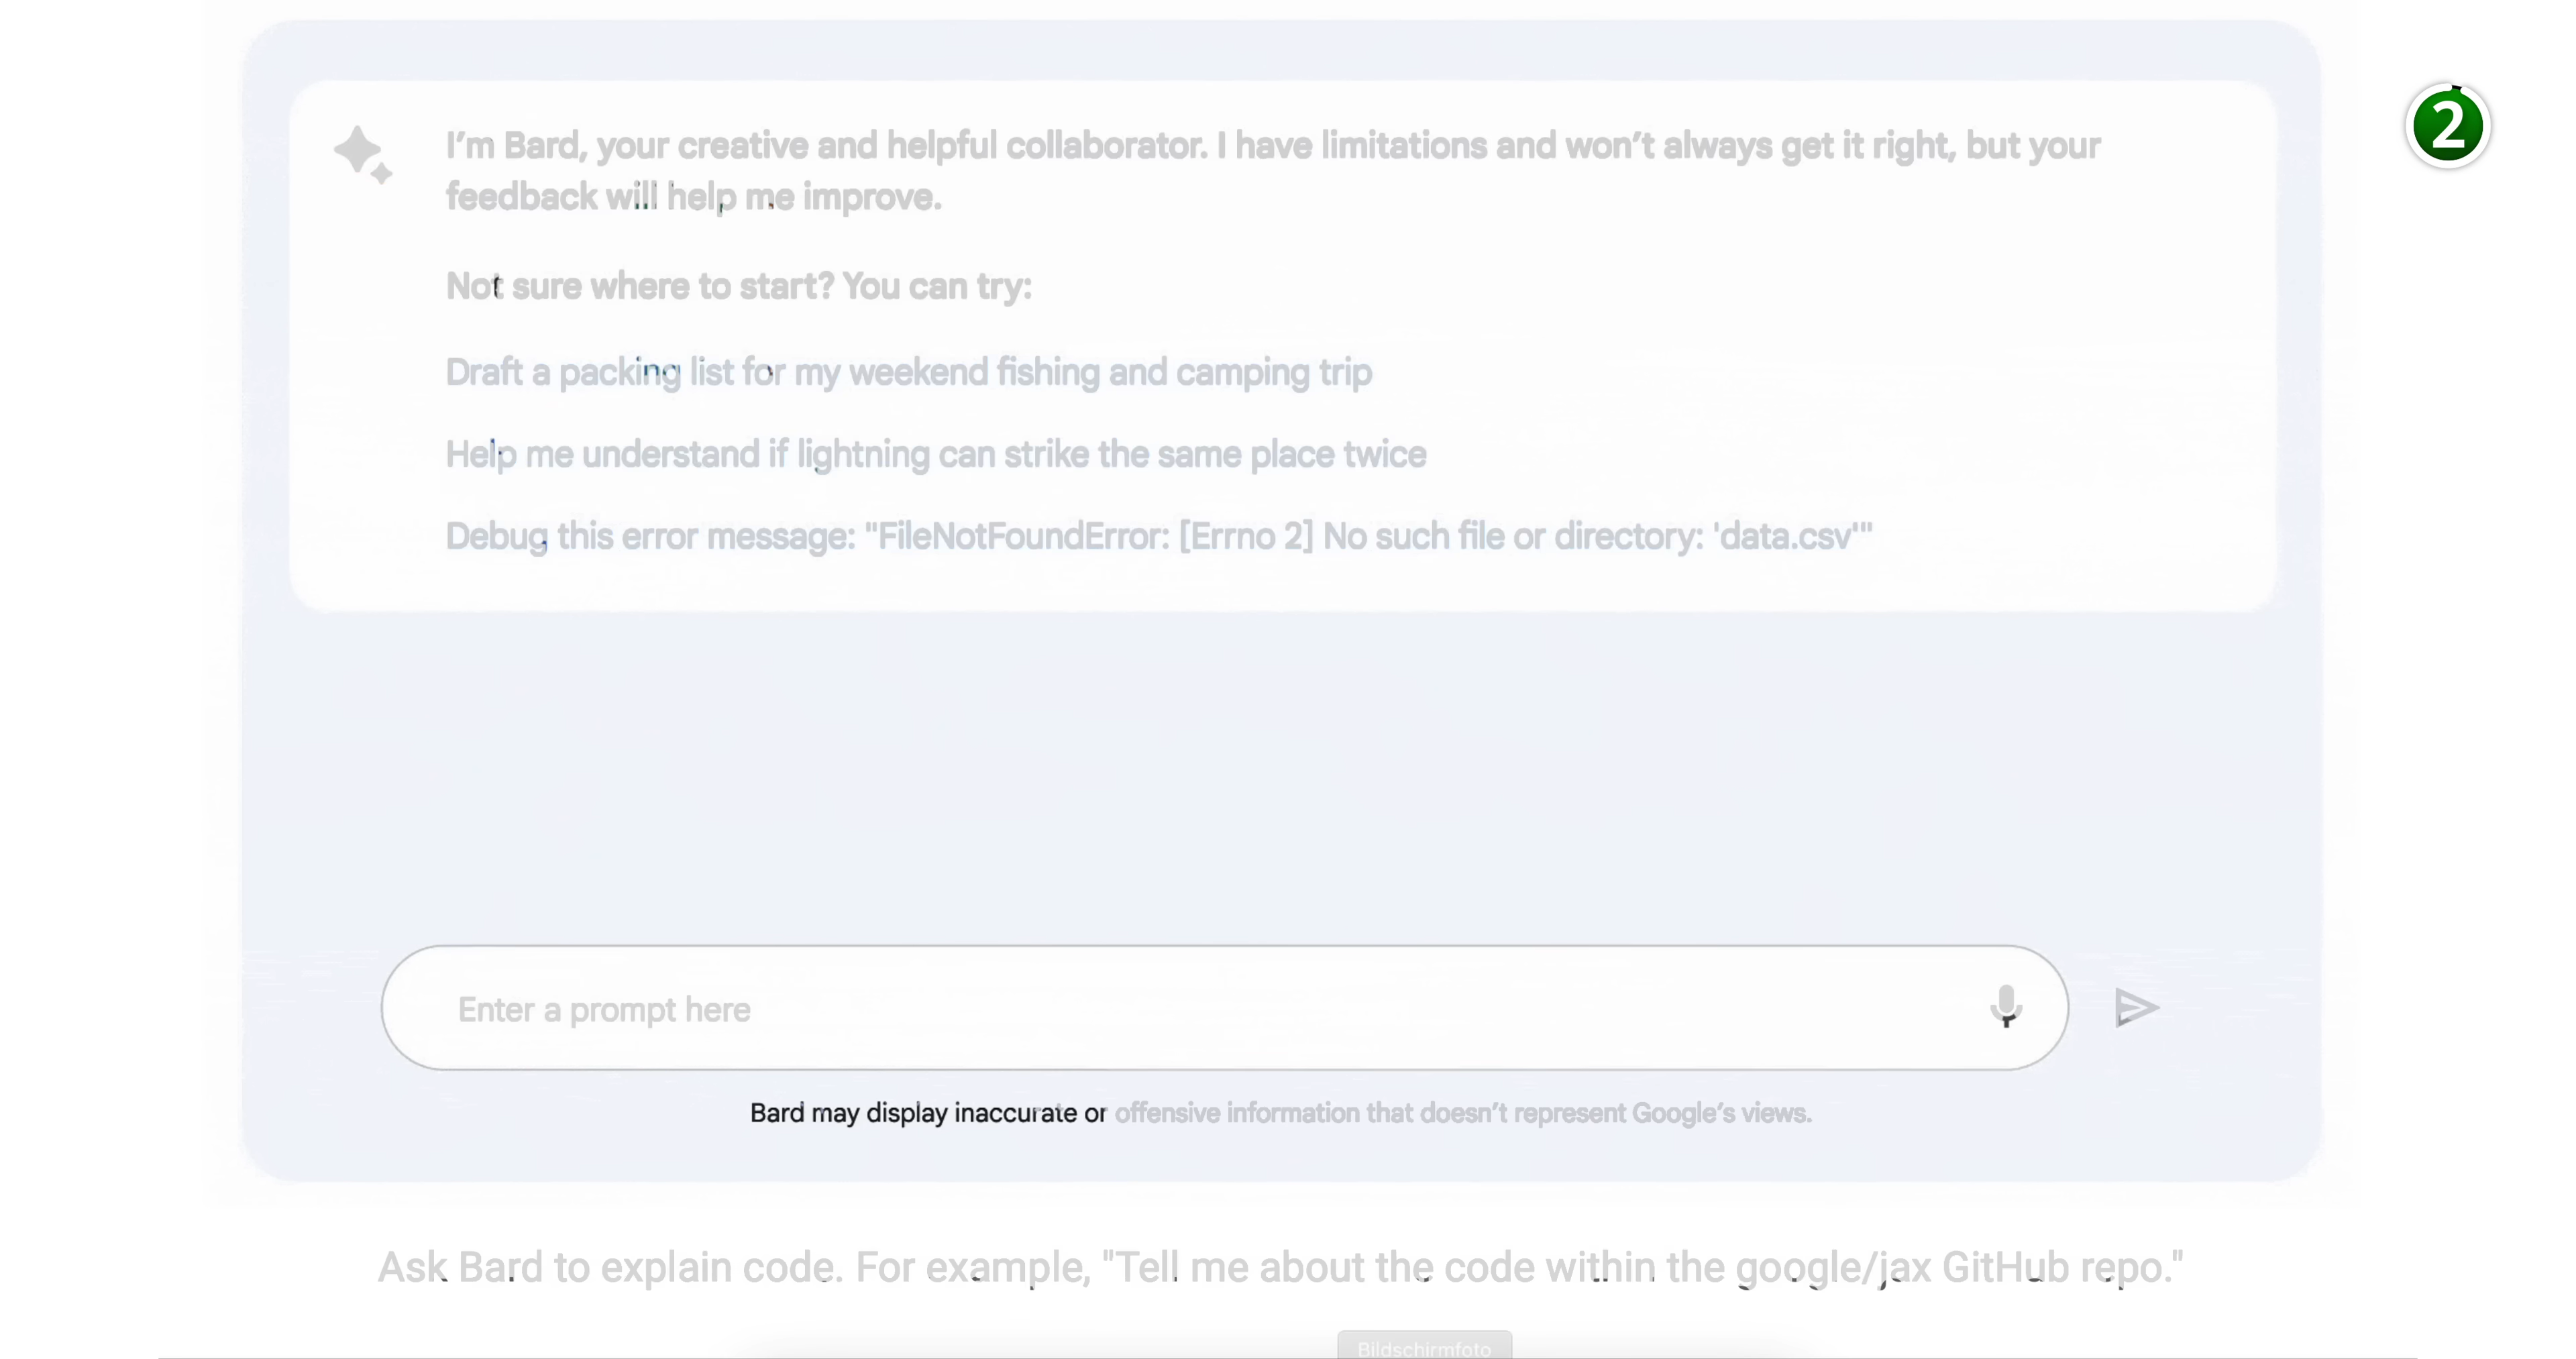 I’m Bard, your creative and helpful collaborator. I have limitations and won’t always get it right, but your
feedback will help me improve.
2
Not sure where to start? You can try:
Draft a packing list for my weekend fishing and camping trip
Help me understand if lightning can strike the same place twice
Debug this error message: "FileNotFoundError: [Errno 2] No such file or directory: 'data.csv'"
Enter a prompt here
Bard may display inaccurate or offensive information that doesn’t represent Google’s views.
Ask Bard to explain code. For example, "Tell me about the code within the google/jax GitHub repo."
Bildschirmfoto